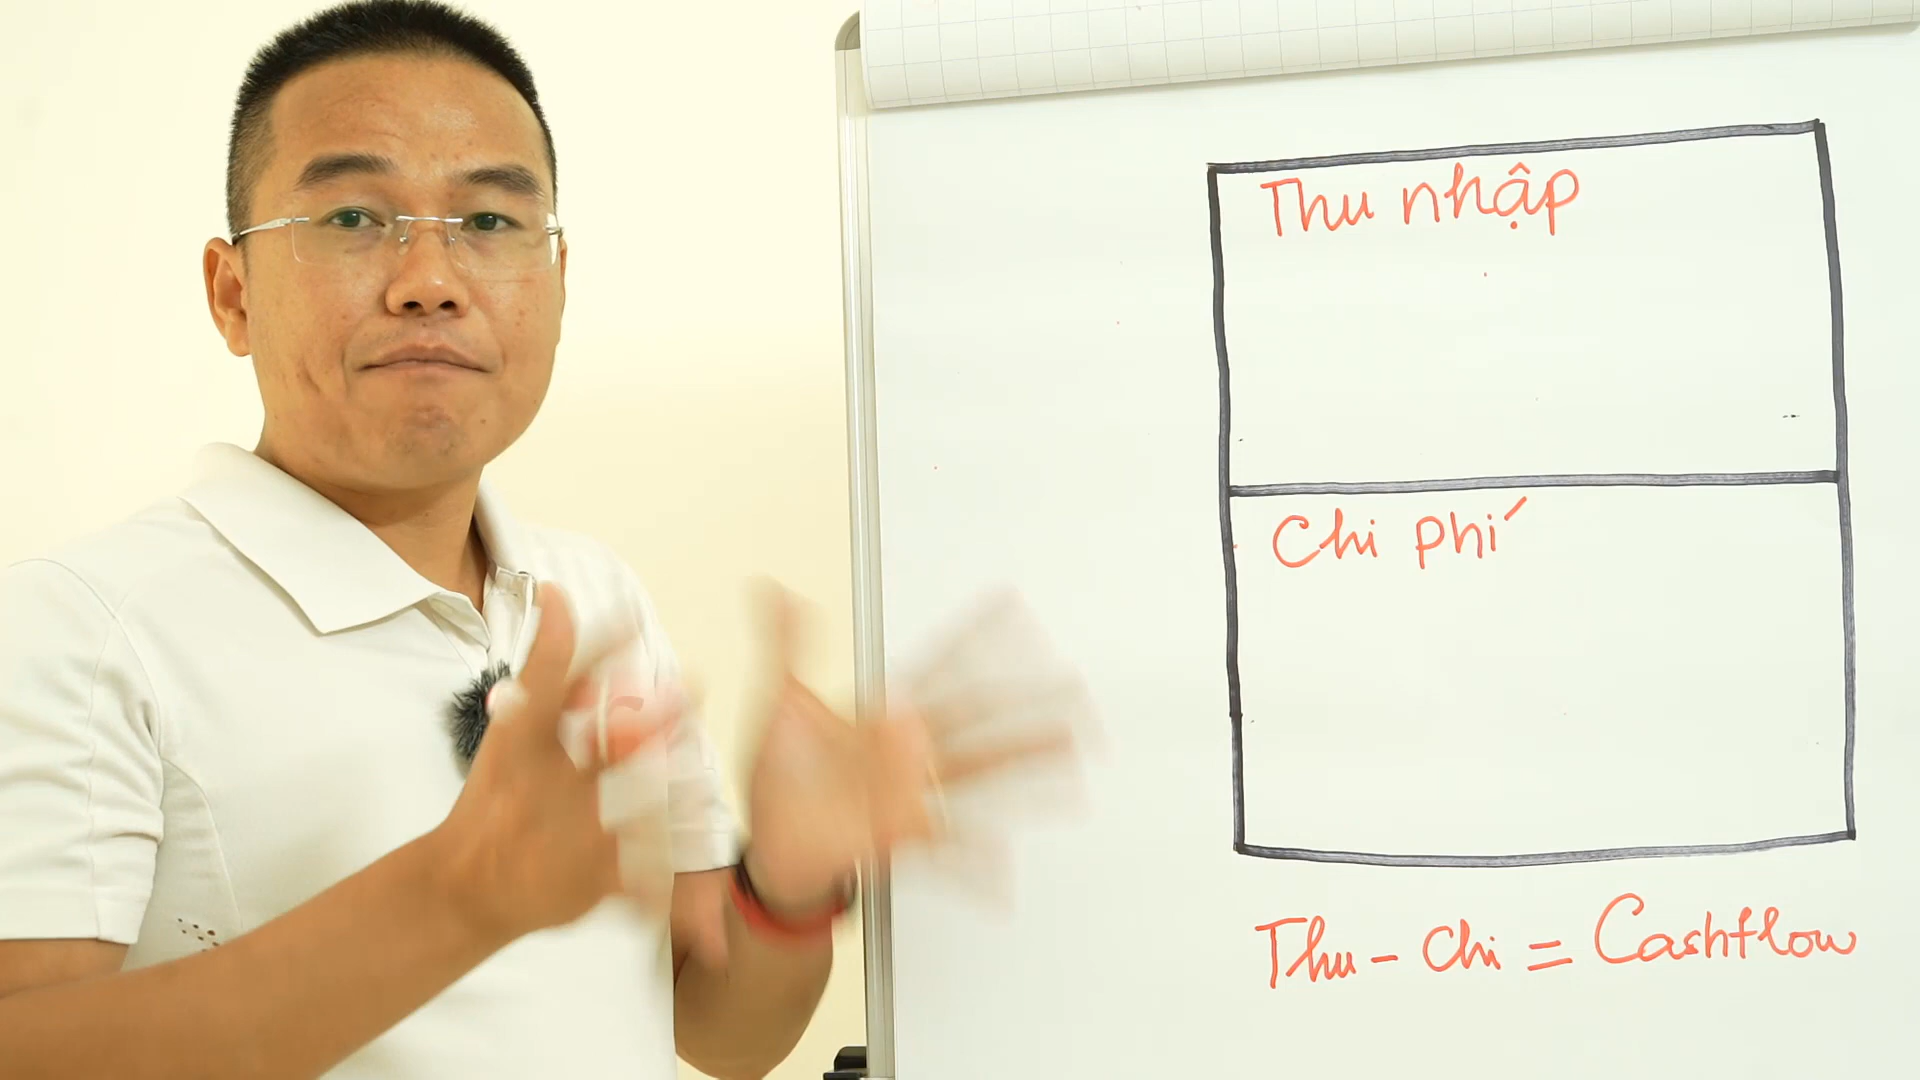 Thu nhập
Chi phí
Thu - Chi = Cashflow